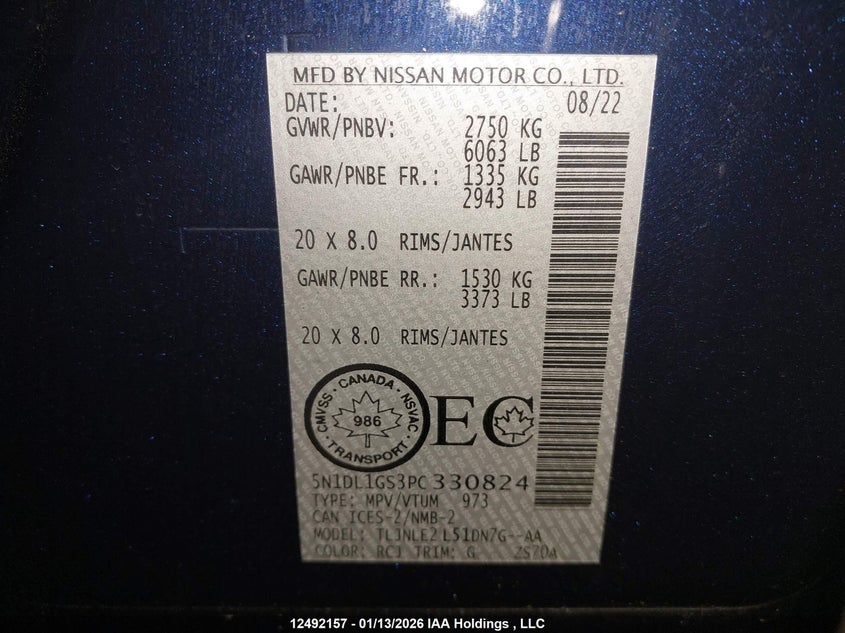 MFD BY NISSAN MOTOR CO., LTD.
DATE: 08/22
GVWR/PNBV: 2750 KG
6063 LB
GAWR/PNBE FR.: 1335 KG
2943 LB
20 X 8.0 RIMS/JANTES
GAWR/PNBE RR.: 1530 KG
3373 LB
20 X 8.0 RIMS/JANTES
CANADA
CMVSS 986 NSVAC
TRANSPORT
EC
5N1DL1GS3PC330824
TYPE: MPV/VTUM 973
CAN ICES-2/NMB-2
MODEL: TLJNLE2 L51DN7G--AA
COLOR: RCJ TRIM: G
12492157 - 01/13/2026 IAA Holdings , LLC